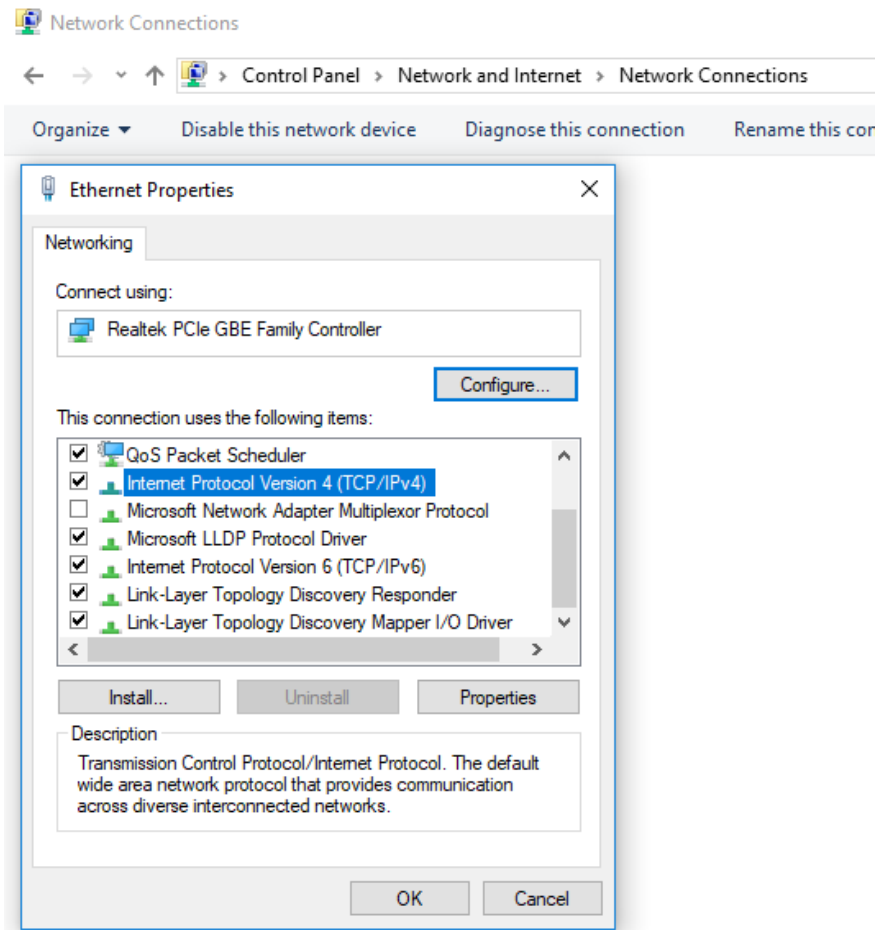 Network Connections
Control Panel > Network and Internet > Network Connections
Organize Disable this network device Diagnose this connection Rename this con
Ethernet Properties
Networking
Connect using:
Realtek PCIe GBE Family Controller
Configure...
This connection uses the following items:
QoS Packet Scheduler
Internet Protocol Version 4 (TCP/IPv4)
Microsoft Network Adapter Multiplexor Protocol
Microsoft LLDP Protocol Driver
Internet Protocol Version 6 (TCP/IPv6)
Link-Layer Topology Discovery Responder
Link-Layer Topology Discovery Mapper I/O Driver
Install... Uninstall Properties
Description
Transmission Control Protocol/Internet Protocol. The default
wide area network protocol that provides communication
across diverse interconnected networks.
OK Cancel